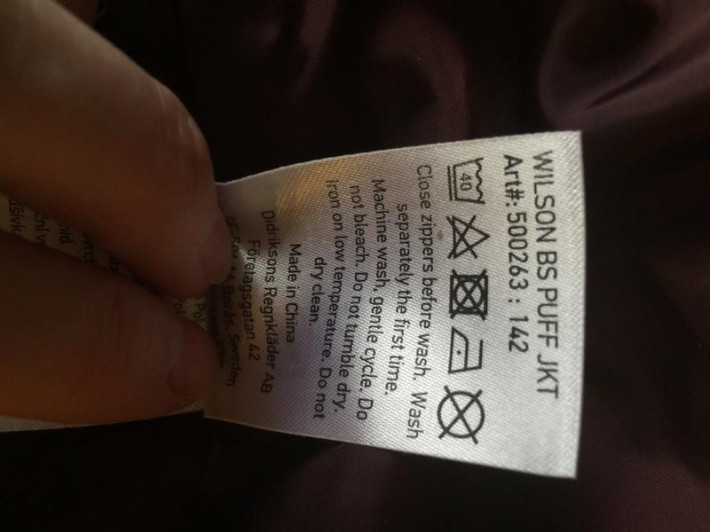 WILSON BS PUFF JKT
Art#: 500263 : 142
40
Close zippers before wash. Wash
separately the first time.
Machine wash, gentle cycle. Do
not bleach. Do not tumble dry.
Iron on low temperature. Do not
dry clean.
Made in China
Didriksons Regnkläder AB
Företagsgatan 42
Borås, Sweden